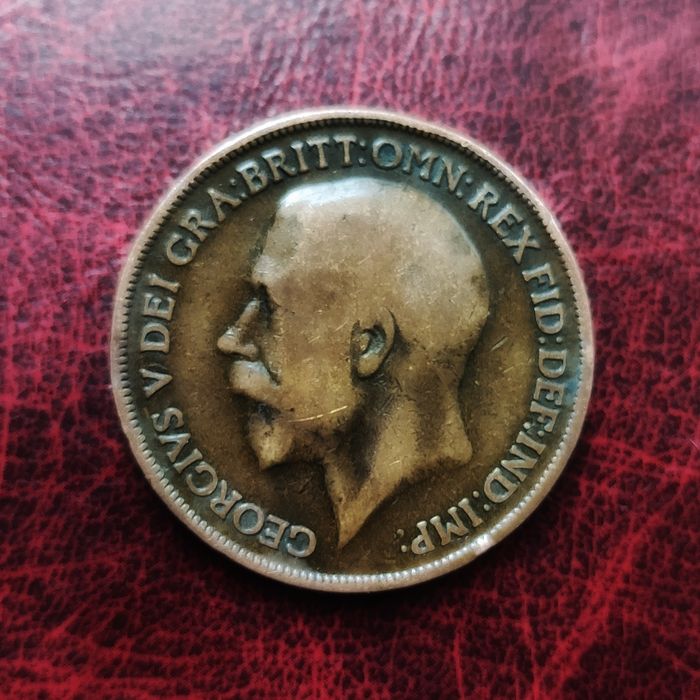 GEORGIVS V DEI GRA:BRITT:OMN:REX FID:DEF:IND:IMP: